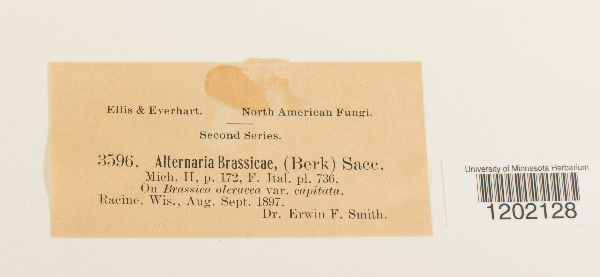 Ellis & Everhart. North American Fungi.
Second Series.
3596. Alternaria Brassicae, (Berk) Sacc.
Mich. II, p. 172, F. Ital. pl. 736.
On Brassica oleracea var. capitata.
Racine, Wis., Aug. Sept. 1897.
Dr. Erwin F. Smith.
University of Minnesota Herbarium
1202128